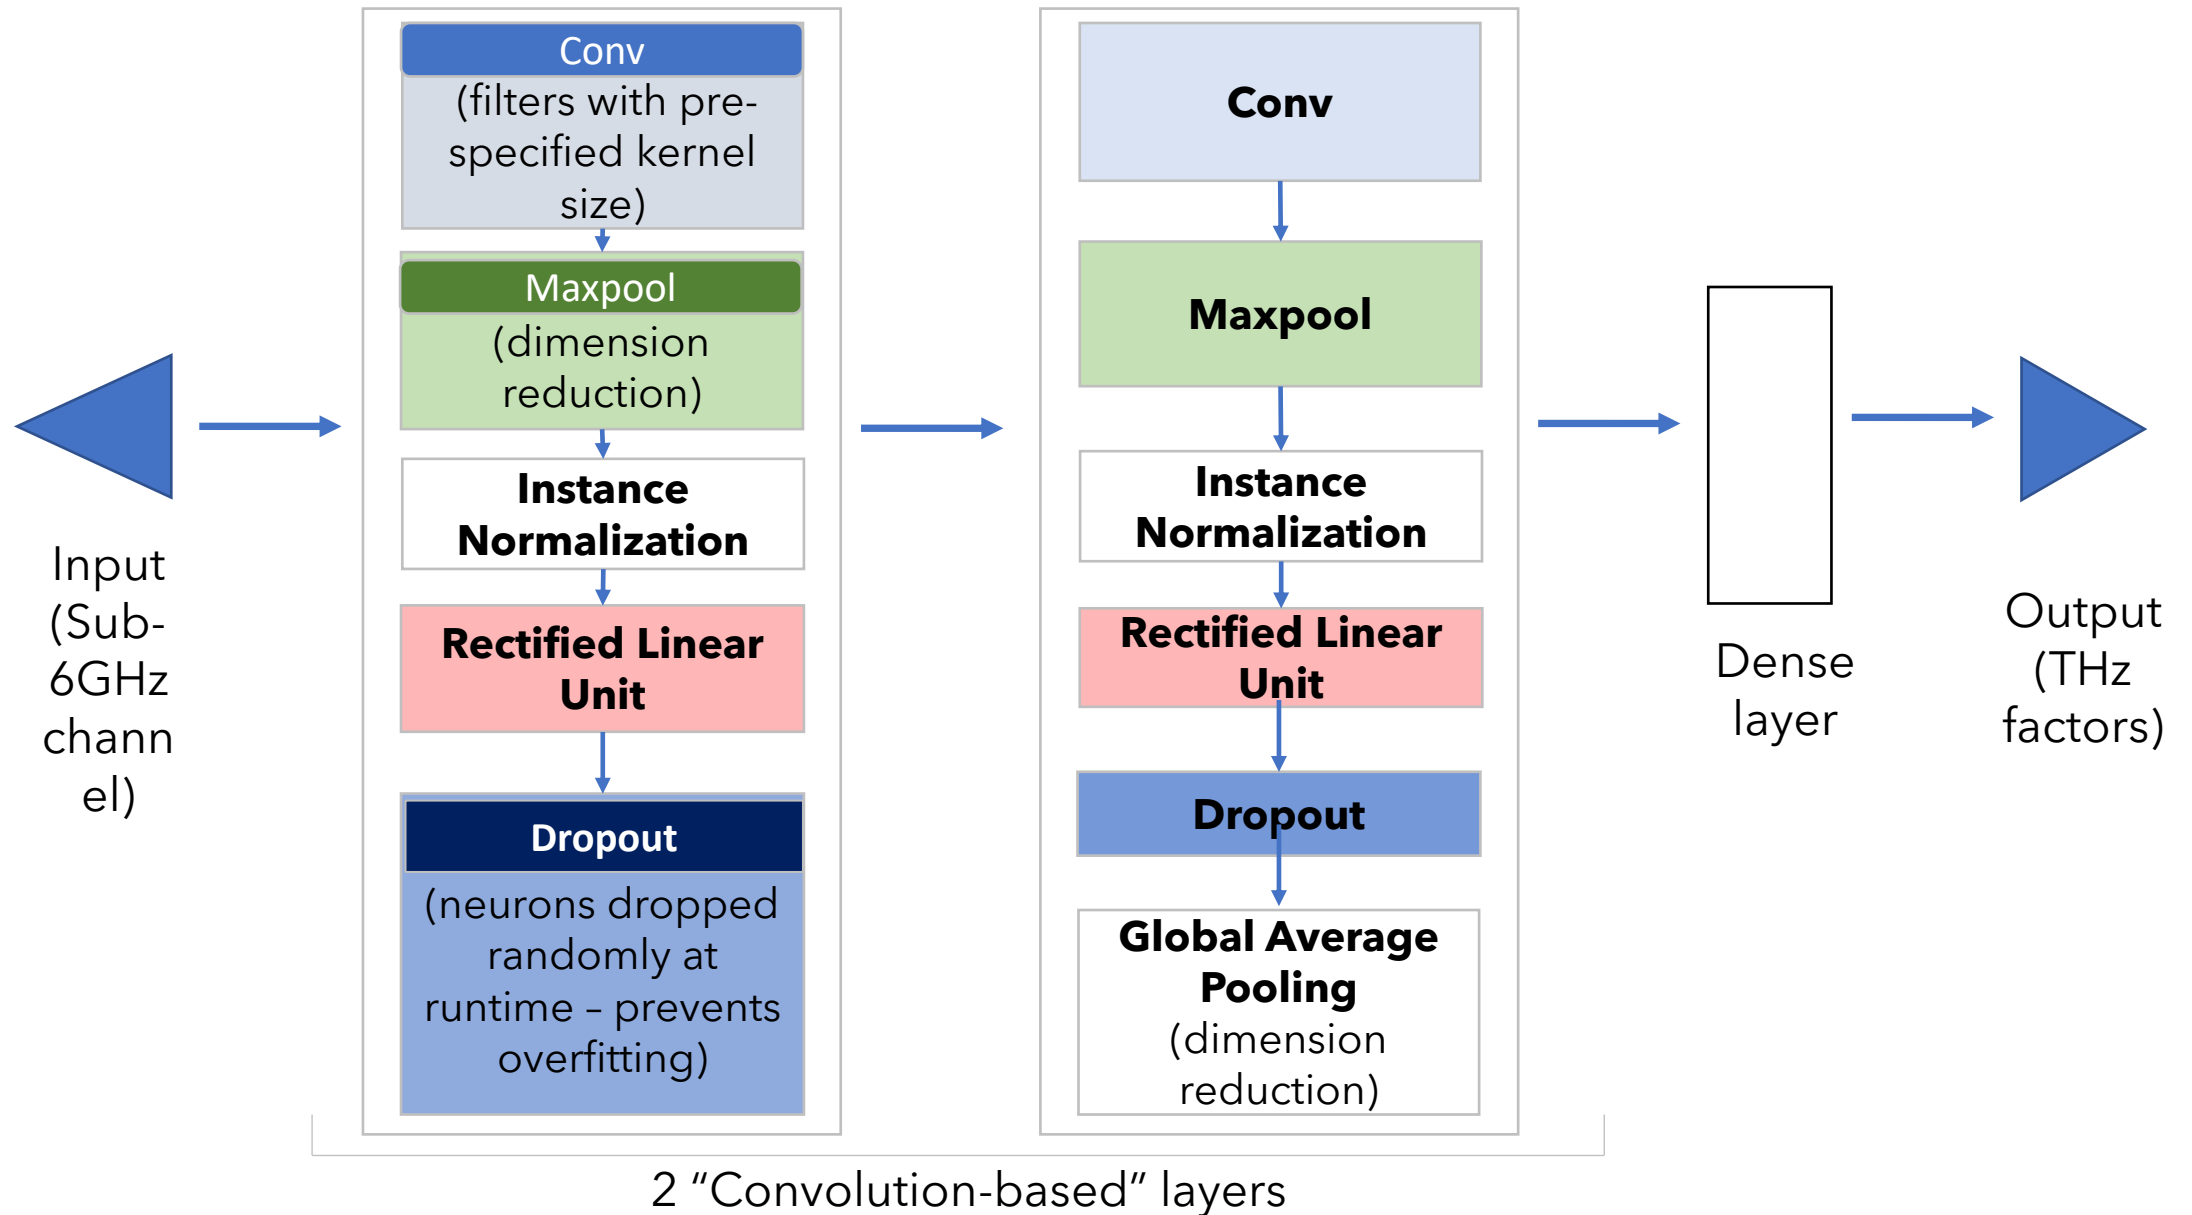 Input
(Sub-
6GHz
chann
el)
Conv
(filters with pre-
specified kernel
size)
Maxpool
(dimension
reduction)
Instance
Normalization
Rectified Linear
Unit
Dropout
(neurons dropped
randomly at
runtime – prevents
overfitting)
Conv
Maxpool
Instance
Normalization
Rectified Linear
Unit
Dropout
Global Average
Pooling
(dimension
reduction)
2 “Convolution-based” layers
Dense
layer
Output
(THz
factors)